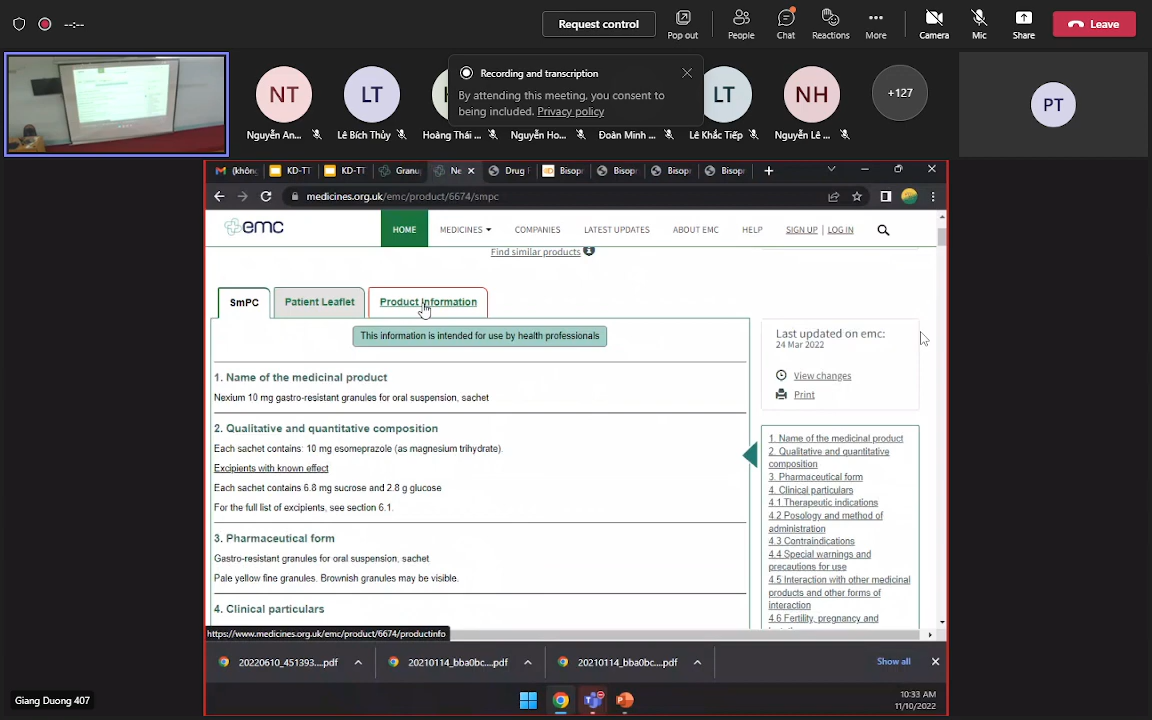 --:--
Request control
Pop out
People
Chat
Reactions
More
Camera
Mic
Share
Leave
NT
Nguyễn An...
LT
Lê Bích Thủy
Hoàng Thái ...
Nguyễn Ho...
Đoàn Minh ...
LT
Lê Khắc Tiếp
NH
Nguyễn Lê ...
+127
PT
Recording and transcription
By attending this meeting, you consent to
being included. Privacy policy
(khôn
KD-TT
KD-TT
Granu
Ne
Drug
Bisop
Bisop
Bisop
Bisop
medicines.org.uk/emc/product/6674/smpc
emc
HOME
MEDICINES
COMPANIES
LATEST UPDATES
ABOUT EMC
HELP
SIGN UP | LOG IN
Find similar products
SmPC
Patient Leaflet
Product Information
This information is intended for use by health professionals
1. Name of the medicinal product
Nexium 10 mg gastro-resistant granules for oral suspension, sachet
2. Qualitative and quantitative composition
Each sachet contains: 10 mg esomeprazole (as magnesium trihydrate).
Excipients with known effect
Each sachet contains 6.8 mg sucrose and 2.8 g glucose
For the full list of excipients, see section 6.1.
3. Pharmaceutical form
Gastro-resistant granules for oral suspension, sachet
Pale yellow fine granules. Brownish granules may be visible.
4. Clinical particulars
Last updated on emc:
24 Mar 2022
View changes
Print
1. Name of the medicinal product
2. Qualitative and quantitative
composition
3. Pharmaceutical form
4. Clinical particulars
4.1 Therapeutic indications
4.2 Posology and method of
administration
4.3 Contraindications
4.4 Special warnings and
precautions for use
4.5 Interaction with other medicinal
products and other forms of
interaction
4.6 Fertility, pregnancy and
https://www.medicines.org.uk/emc/product/6674/productinfo
20220610_451393....pdf
20210114_bba0bc....pdf
20210114_bba0bc....pdf
Show all
10:33 AM
11/10/2022
Giang Duong 407